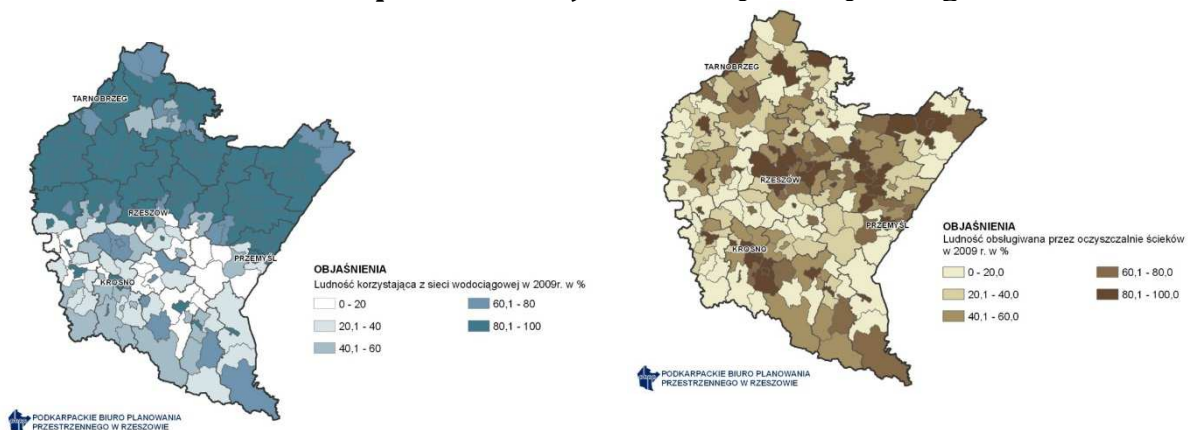 TARNOBRZEG
RZESZÓW
PRZEMYŚL
KROSNO
OBJAŚNIENIA
Ludność korzystająca z sieci wodociągowej w 2009r. w %
0 - 20
20,1 - 40
40,1 - 60
60,1 - 80
80,1 - 100
PODKARPACKIE BIURO PLANOWANIA
PRZESTRZENNEGO W RZESZOWIE
TARNOBRZEG
RZESZÓW
PRZEMYŚL
KROSNO
OBJAŚNIENIA
Ludność obsługiwana przez oczyszczalnie ścieków
w 2009 r. w %
0 - 20,0
20,1 - 40,0
40,1 - 60,0
60,1 - 80,0
80,1 - 100,0
PODKARPACKIE BIURO PLANOWANIA
PRZESTRZENNEGO W RZESZOWIE